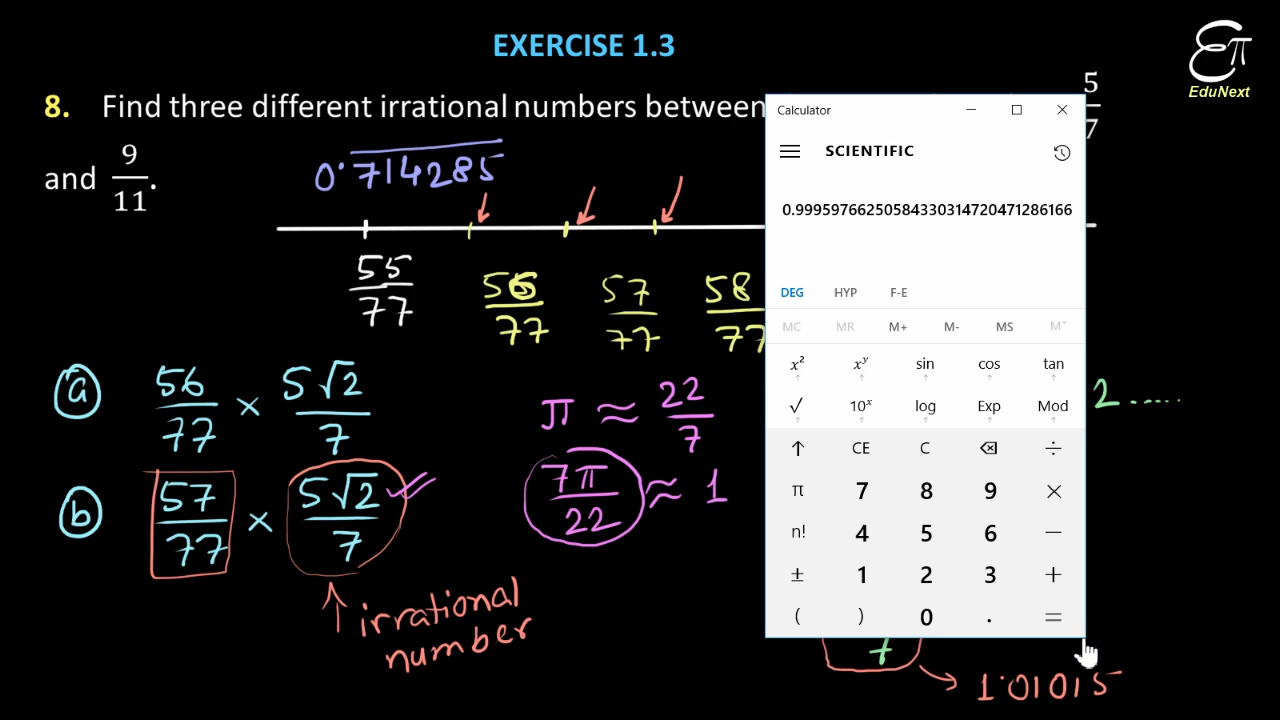 EXERCISE 1.3
επ
EduNext
8. Find three different irrational numbers between 5/7
and 9/11.
0.714285
55/77 56/77 57/77 58/77
ⓐ 56/77 × 5√2/7
π ≈ 22/7
2.....
ⓑ 57/77 × 5√2/7
7π/22 ≈ 1
irrational
number
7
1.01015
Calculator
SCIENTIFIC
0.99959766250584330314720471286166
DEG HYP F-E
MC MR M+ M- MS M˅
x² xʸ sin cos tan
√ 10ˣ log Exp Mod
↑ CE C ⌫ ÷
π 7 8 9 ×
n! 4 5 6 −
± 1 2 3 +
( ) 0 . =